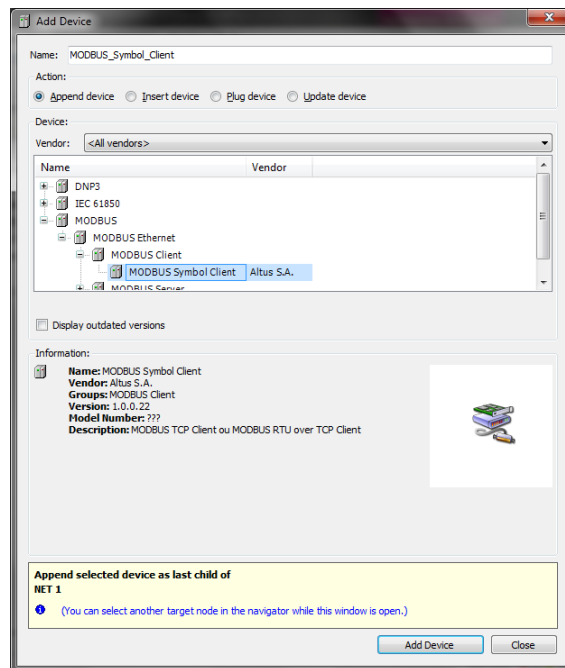 Add Device
Name: MODBUS_Symbol_Client
Action:
Append device Insert device Plug device Update device
Device:
Vendor: <All vendors>
Name Vendor
DNP3
IEC 61850
MODBUS
MODBUS Ethernet
MODBUS Client
MODBUS Symbol Client Altus S.A.
MODBUS Server
Display outdated versions
Information:
Name: MODBUS Symbol Client
Vendor: Altus S.A.
Groups: MODBUS Client
Version: 1.0.0.22
Model Number: ???
Description: MODBUS TCP Client ou MODBUS RTU over TCP Client
Append selected device as last child of
NET 1
(You can select another target node in the navigator while this window is open.)
Add Device Close